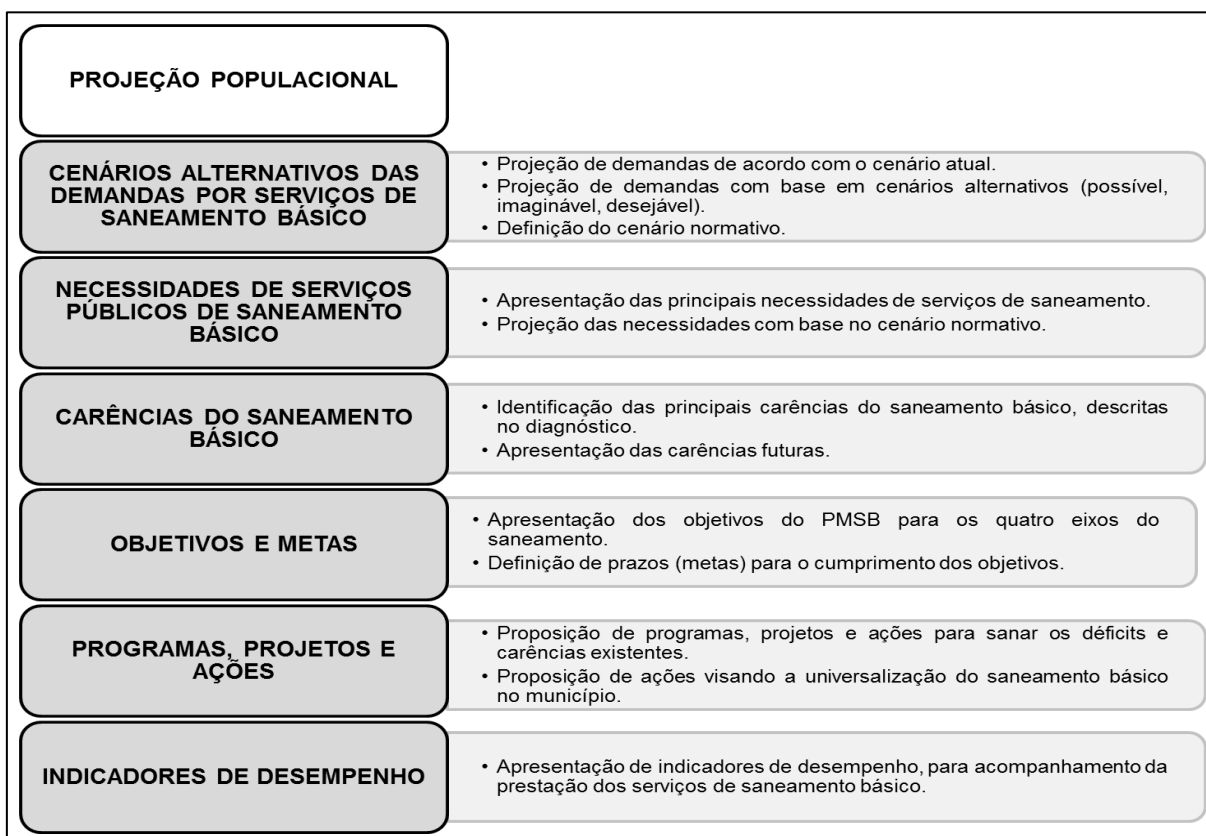 PROJEÇÃO POPULACIONAL
CENÁRIOS ALTERNATIVOS DAS
DEMANDAS POR SERVIÇOS DE
SANEAMENTO BÁSICO
• Projeção de demandas de acordo com o cenário atual.
• Projeção de demandas com base em cenários alternativos (possível,
imaginável, desejável).
• Definição do cenário normativo.
NECESSIDADES DE SERVIÇOS
PÚBLICOS DE SANEAMENTO
BÁSICO
• Apresentação das principais necessidades de serviços de saneamento.
• Projeção das necessidades com base no cenário normativo.
CARÊNCIAS DO SANEAMENTO
BÁSICO
• Identificação das principais carências do saneamento básico, descritas
no diagnóstico.
• Apresentação das carências futuras.
OBJETIVOS E METAS
• Apresentação dos objetivos do PMSB para os quatro eixos do
saneamento.
• Definição de prazos (metas) para o cumprimento dos objetivos.
PROGRAMAS, PROJETOS E
AÇÕES
• Proposição de programas, projetos e ações para sanar os déficits e
carências existentes.
• Proposição de ações visando a universalização do saneamento básico
no município.
INDICADORES DE DESEMPENHO
• Apresentação de indicadores de desempenho, para acompanhamento da
prestação dos serviços de saneamento básico.